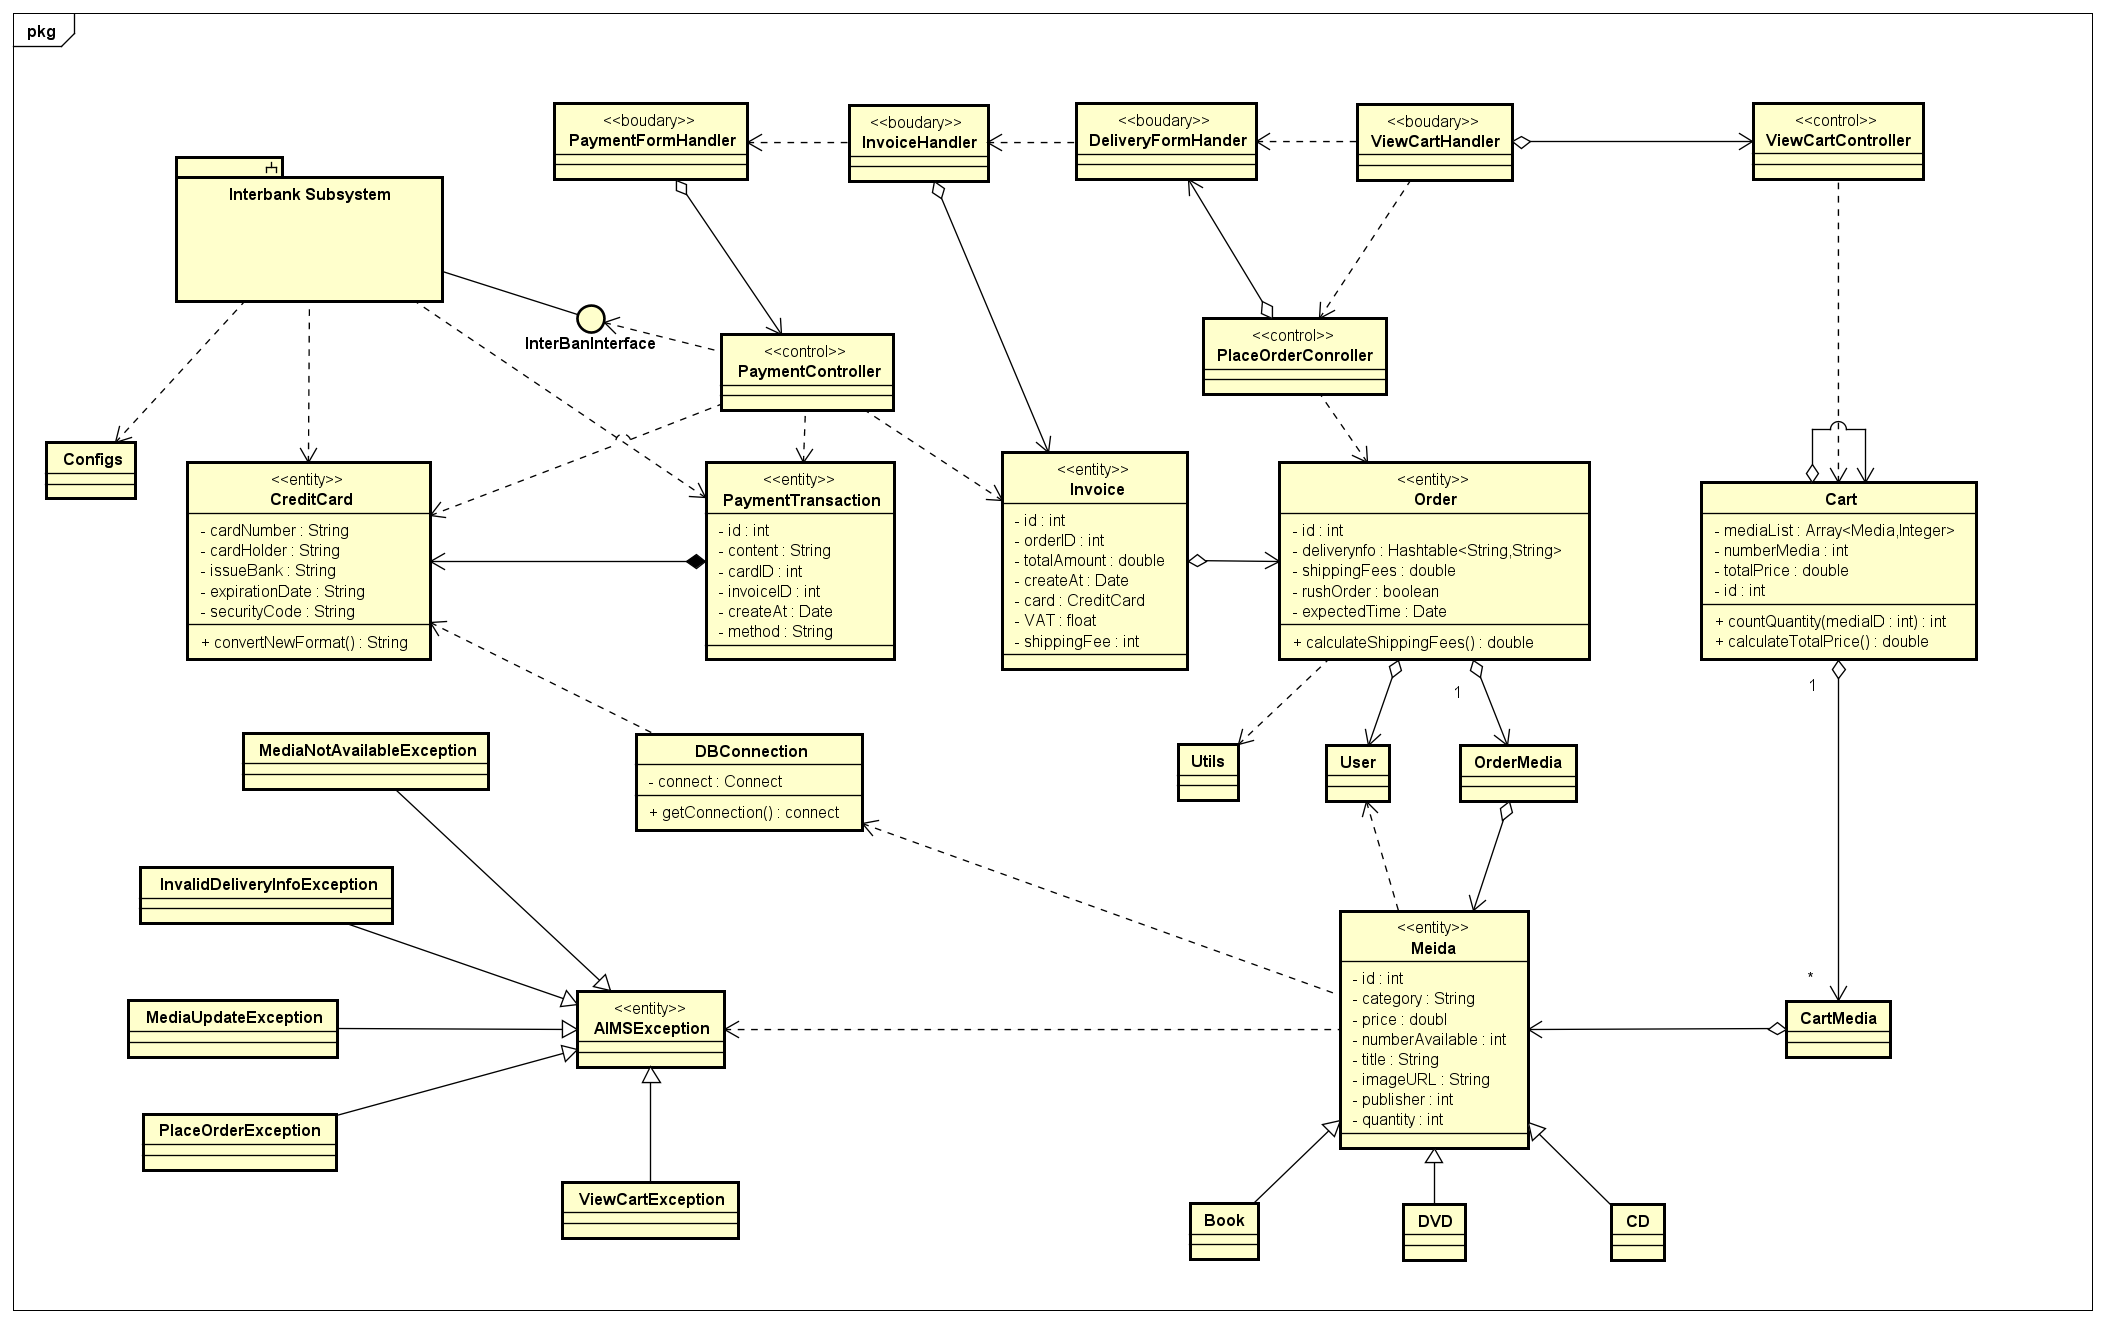 pkg
<<boudary>>
PaymentFormHandler
<<boudary>>
InvoiceHandler
<<boudary>>
DeliveryFormHander
<<boudary>>
ViewCartHandler
<<control>>
ViewCartController
Interbank Subsystem
InterBanInterface
<<control>>
PaymentController
<<control>>
PlaceOrderConroller
Configs
<<entity>>
CreditCard
- cardNumber : String
- cardHolder : String
- issueBank : String
- expirationDate : String
- securityCode : String
+ convertNewFormat() : String
<<entity>>
PaymentTransaction
- id : int
- content : String
- cardID : int
- invoiceID : int
- createAt : Date
- method : String
<<entity>>
Invoice
- id : int
- orderID : int
- totalAmount : double
- createAt : Date
- card : CreditCard
- VAT : float
- shippingFee : int
<<entity>>
Order
- id : int
- deliverynfo : Hashtable<String,String>
- shippingFees : double
- rushOrder : boolean
- expectedTime : Date
+ calculateShippingFees() : double
Cart
- mediaList : Array<Media,Integer>
- numberMedia : int
- totalPrice : double
- id : int
+ countQuantity(mediaID : int) : int
+ calculateTotalPrice() : double
1
1
MediaNotAvailableException
DBConnection
- connect : Connect
+ getConnection() : connect
Utils
User
OrderMedia
InvalidDeliveryInfoException
<<entity>>
Meida
- id : int
- category : String
- price : doubl
- numberAvailable : int
- title : String
- imageURL : String
- publisher : int
- quantity : int
*
CartMedia
MediaUpdateException
<<entity>>
AIMSException
PlaceOrderException
ViewCartException
Book
DVD
CD